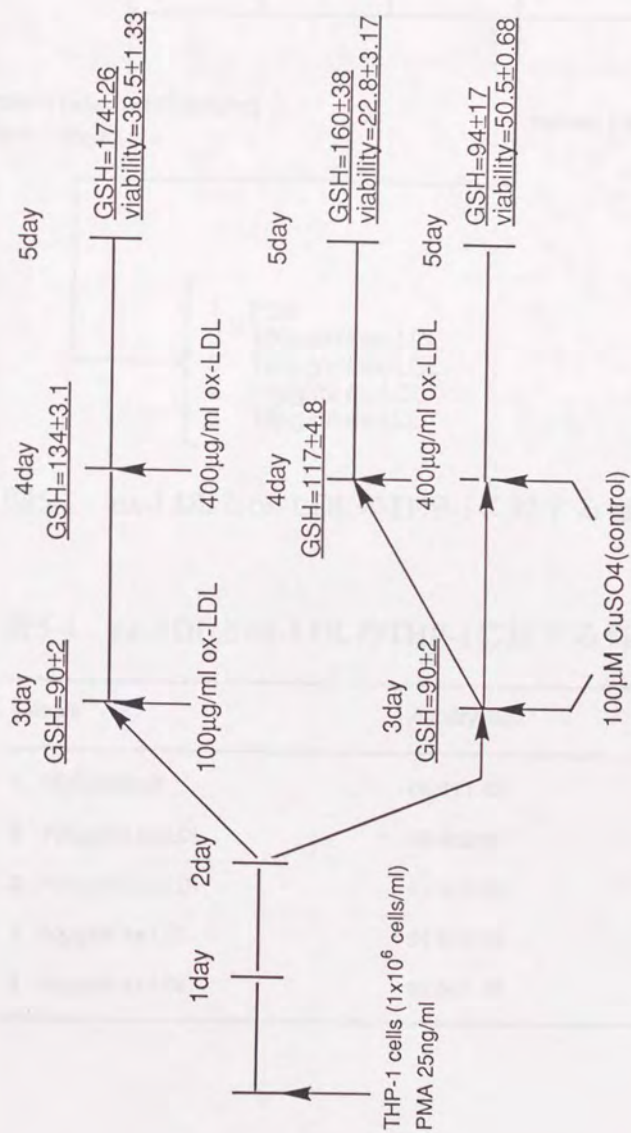 5day
GSH=174±26
viability=38.5±1.33
4day
GSH=134±3.1
400µg/ml ox-LDL
3day
GSH=90±2
100µg/ml ox-LDL
5day
GSH=160±38
viability=22.8±3.17
4day
GSH=117±4.8
400µg/ml ox-LDL
5day
GSH=94±17
viability=50.5±0.68
3day
GSH=90±2
100µM CuSO4(control)
2day
1day
THP-1 cells (1x10⁶ cells/ml)
PMA 25ng/ml